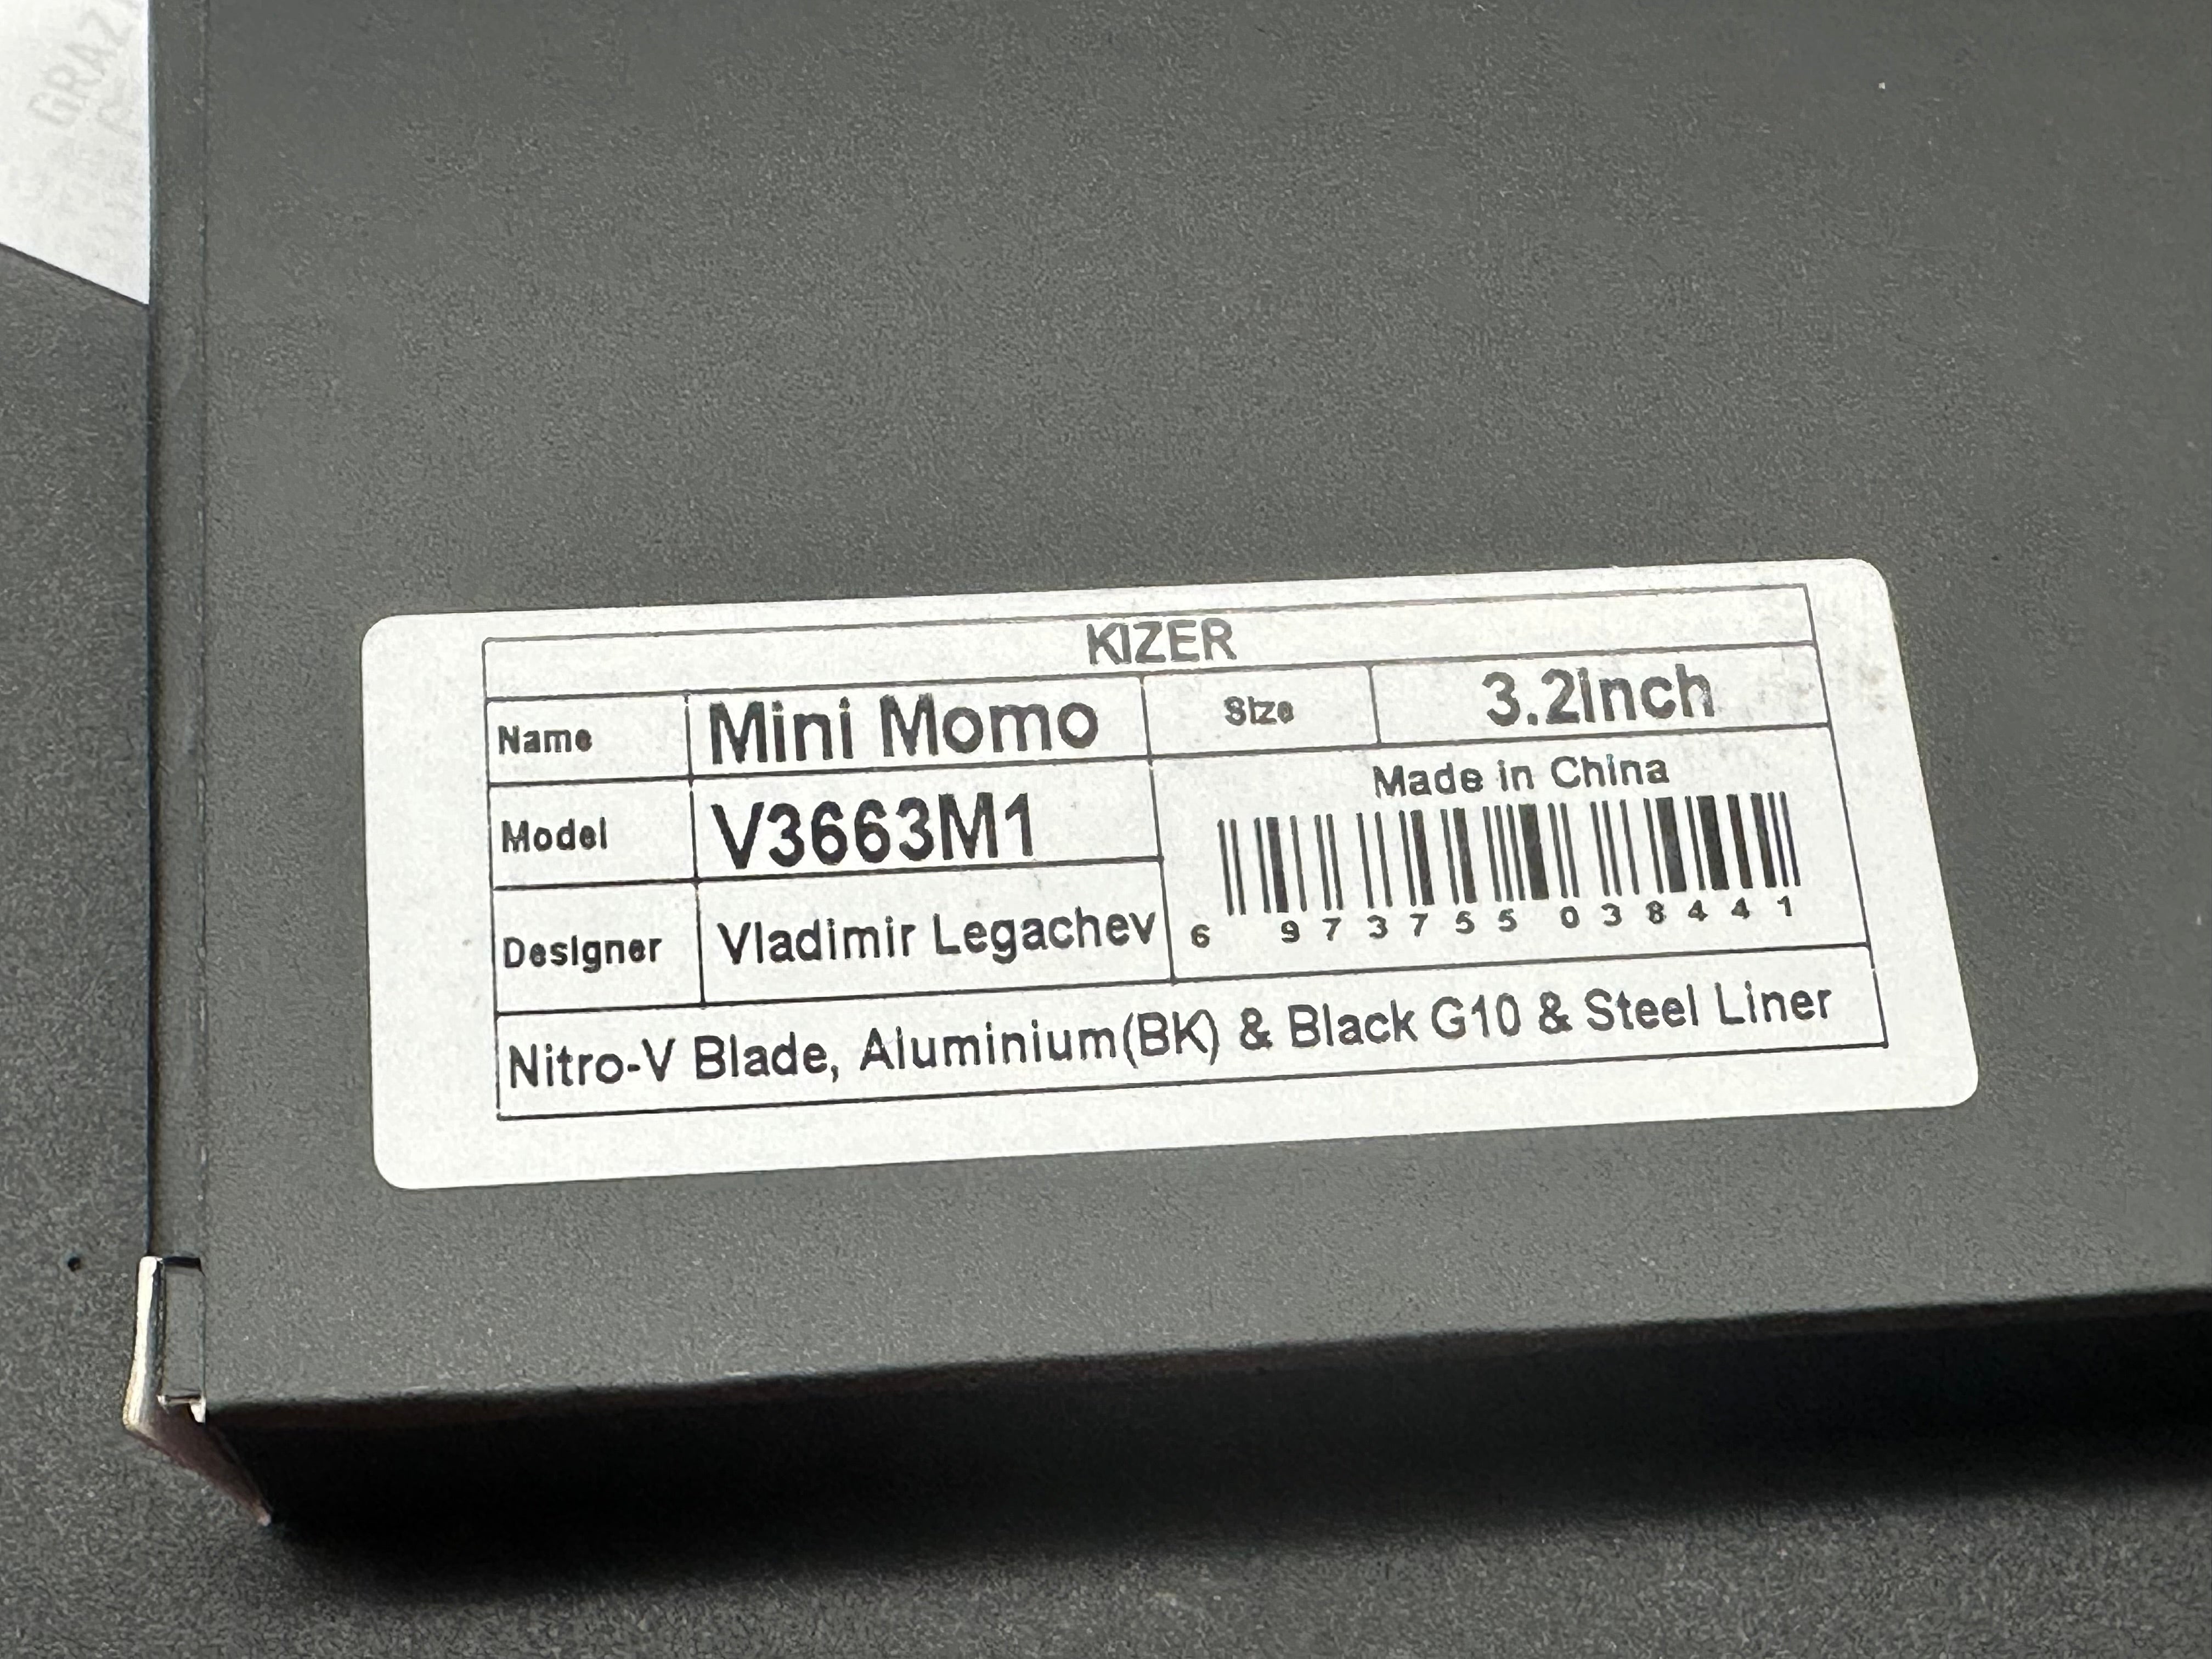 GRAZ
KIZER
Name Mini Momo Size 3.2Inch
Model V3663M1 Made in China
Designer Vladimir Legachev 6 973755 038441
Nitro-V Blade, Aluminium(BK) & Black G10 & Steel Liner